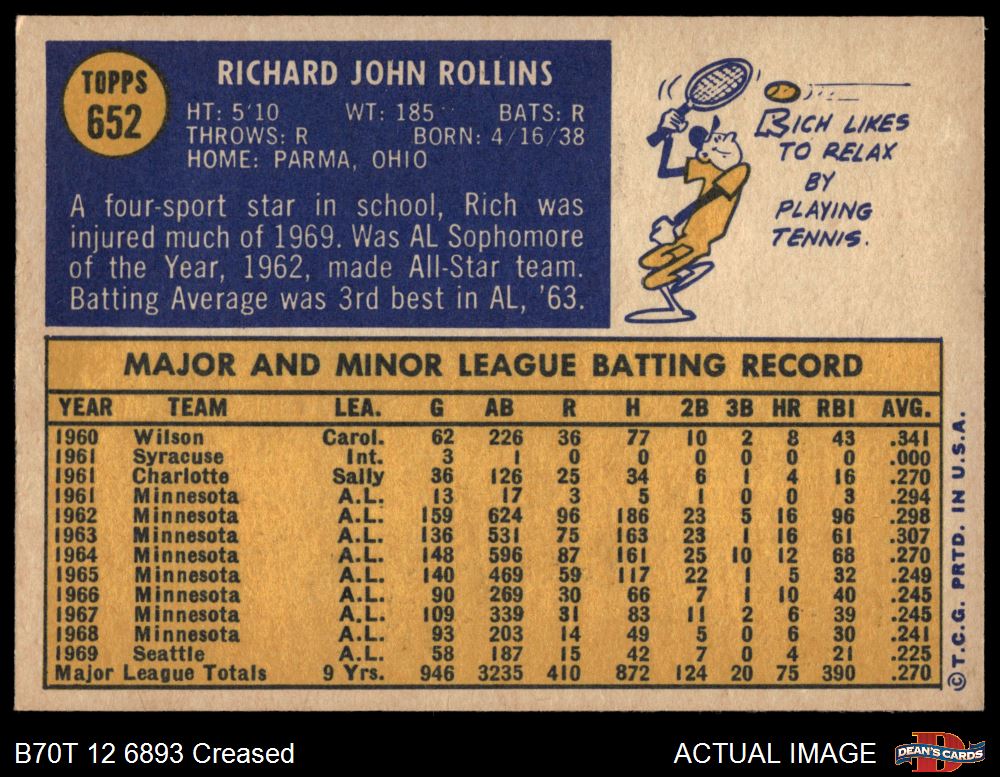 TOPPS
652
RICHARD JOHN ROLLINS
HT: 5'10 WT: 185 BATS: R
THROWS: R BORN: 4/16/38
HOME: PARMA, OHIO
A four-sport star in school, Rich was
injured much of 1969. Was AL Sophomore
of the Year, 1962, made All-Star team.
Batting Average was 3rd best in AL, '63.
RICH LIKES
TO RELAX
BY
PLAYING
TENNIS.
MAJOR AND MINOR LEAGUE BATTING RECORD
YEAR TEAM LEA. G AB R H 2B 3B HR RBI AVG.
1960 Wilson Carol. 62 226 36 77 10 2 8 43 .341
1961 Syracuse Int. 3 1 0 0 0 0 0 0 .000
1961 Charlotte Sally 36 126 25 34 6 1 4 16 .270
1961 Minnesota A.L. 13 17 3 5 1 0 0 3 .294
1962 Minnesota A.L. 159 624 96 186 23 5 16 96 .298
1963 Minnesota A.L. 136 531 75 163 23 1 16 61 .307
1964 Minnesota A.L. 148 596 87 161 25 10 12 68 .270
1965 Minnesota A.L. 140 469 59 117 22 1 5 32 .249
1966 Minnesota A.L. 90 269 30 66 7 1 10 40 .245
1967 Minnesota A.L. 109 339 31 83 11 2 6 39 .245
1968 Minnesota A.L. 93 203 14 49 5 0 6 30 .241
1969 Seattle A.L. 58 187 15 42 7 0 4 21 .225
Major League Totals 9 Yrs. 946 3235 410 872 124 20 75 390 .270
©T.C.G. PRTD. IN U.S.A.
B70T 12 6893 Creased
ACTUAL IMAGE
DEAN'S CARDS